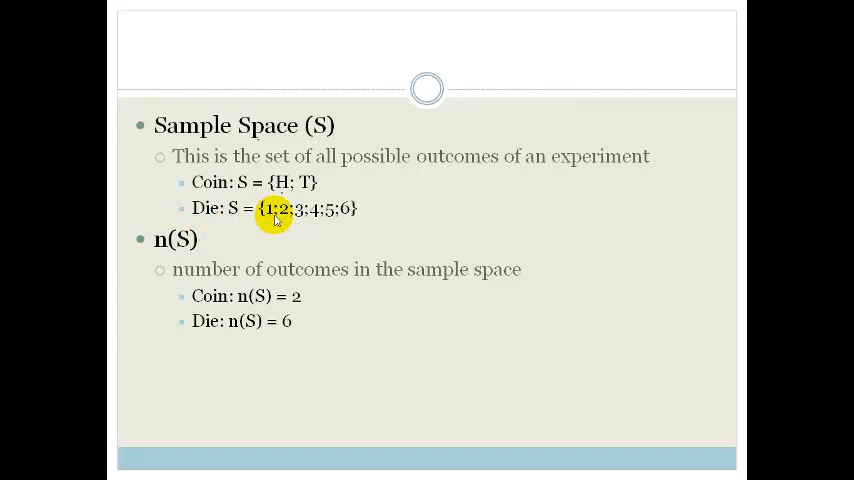 Sample Space (S)
This is the set of all possible outcomes of an experiment
Coin: S = {H; T}
Die: S = {1;2;3;4;5;6}
n(S)
number of outcomes in the sample space
Coin: n(S) = 2
Die: n(S) = 6